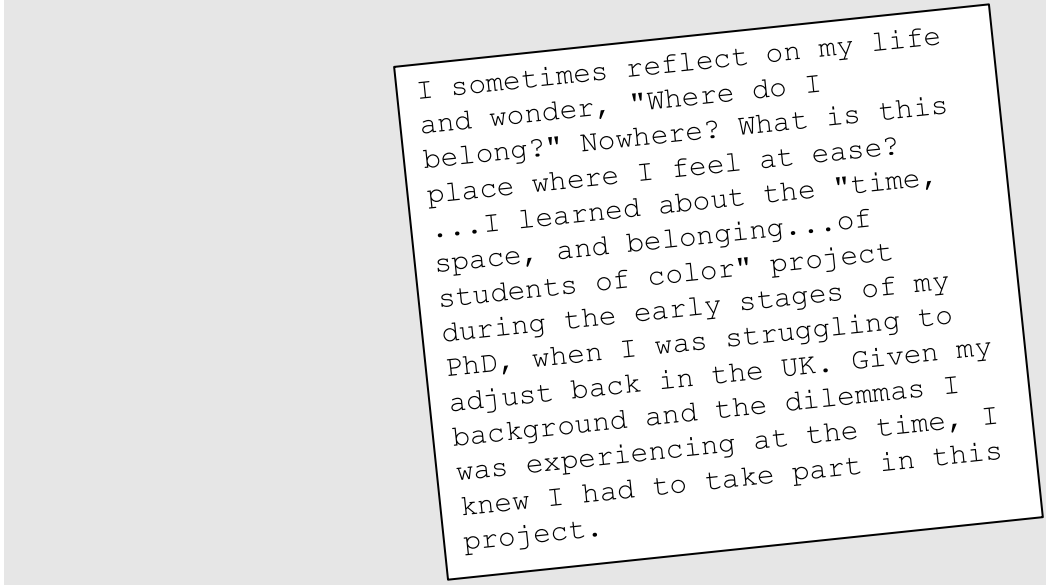 I sometimes reflect on my life
and wonder, "Where do I
belong?" Nowhere? What is this
place where I feel at ease?
...I learned about the "time,
space, and belonging...of
students of color" project
during the early stages of my
PhD, when I was struggling to
adjust back in the UK. Given my
background and the dilemmas I
was experiencing at the time, I
knew I had to take part in this
project.